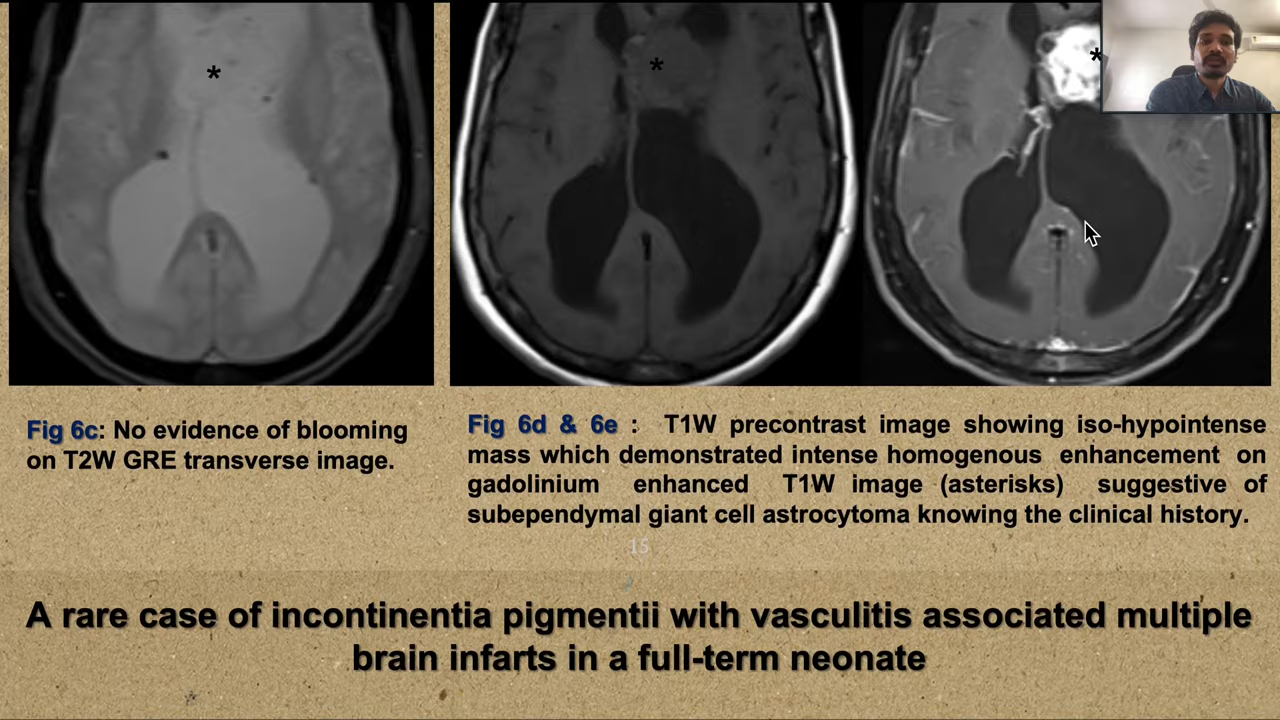 *
*
*
Fig 6c: No evidence of blooming
on T2W GRE transverse image.
Fig 6d & 6e : T1W precontrast image showing iso-hypointense
mass which demonstrated intense homogenous enhancement on
gadolinium enhanced T1W image (asterisks) suggestive of
subependymal giant cell astrocytoma knowing the clinical history.
15
A rare case of incontinentia pigmentii with vasculitis associated multiple
brain infarts in a full-term neonate